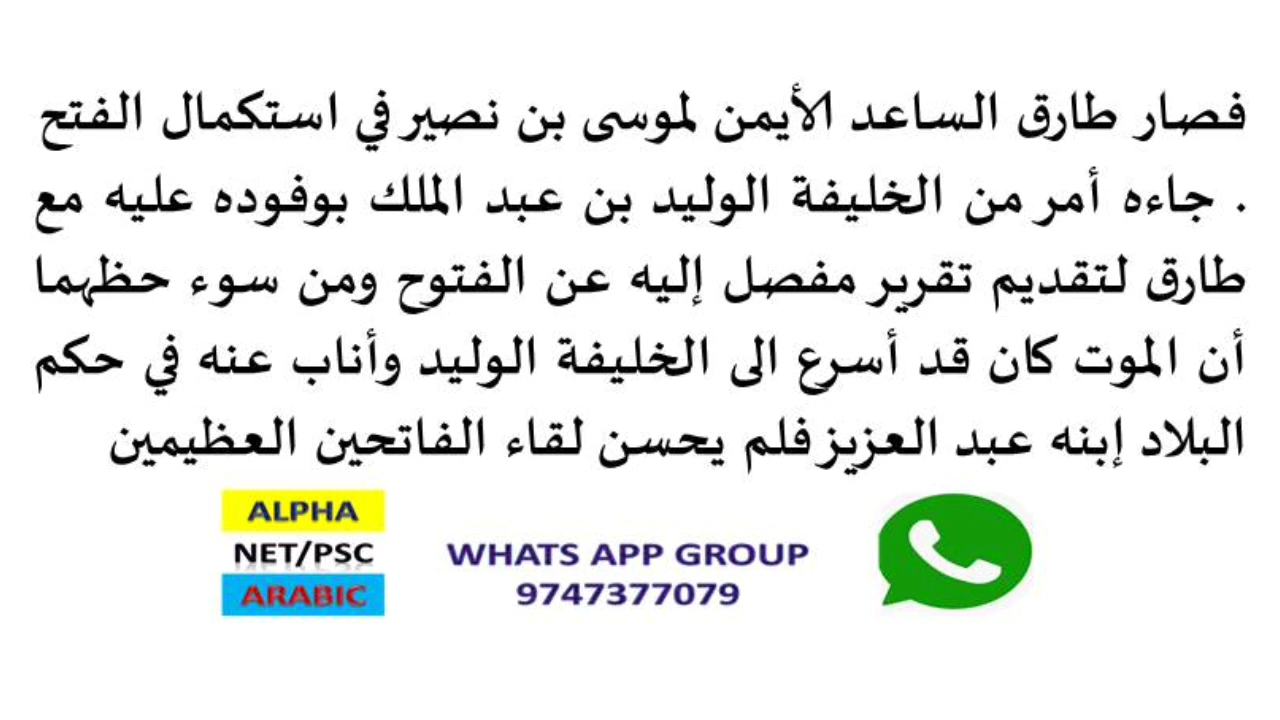 فصار طارق الساعد الأيمن لموسى بن نصير في استكمال الفتح
. جاءه أمر من الخليفة الوليد بن عبد الملك بوفوده عليه مع
طارق لتقديم تقرير مفصل إليه عن الفتوح ومن سوء حظهما
أن الموت كان قد أسرع الى الخليفة الوليد وأناب عنه في حكم
البلاد إبنه عبد العزيز فلم يحسن لقاء الفاتحين العظيمين
ALPHA
NET/PSC
ARABIC
WHATS APP GROUP
9747377079